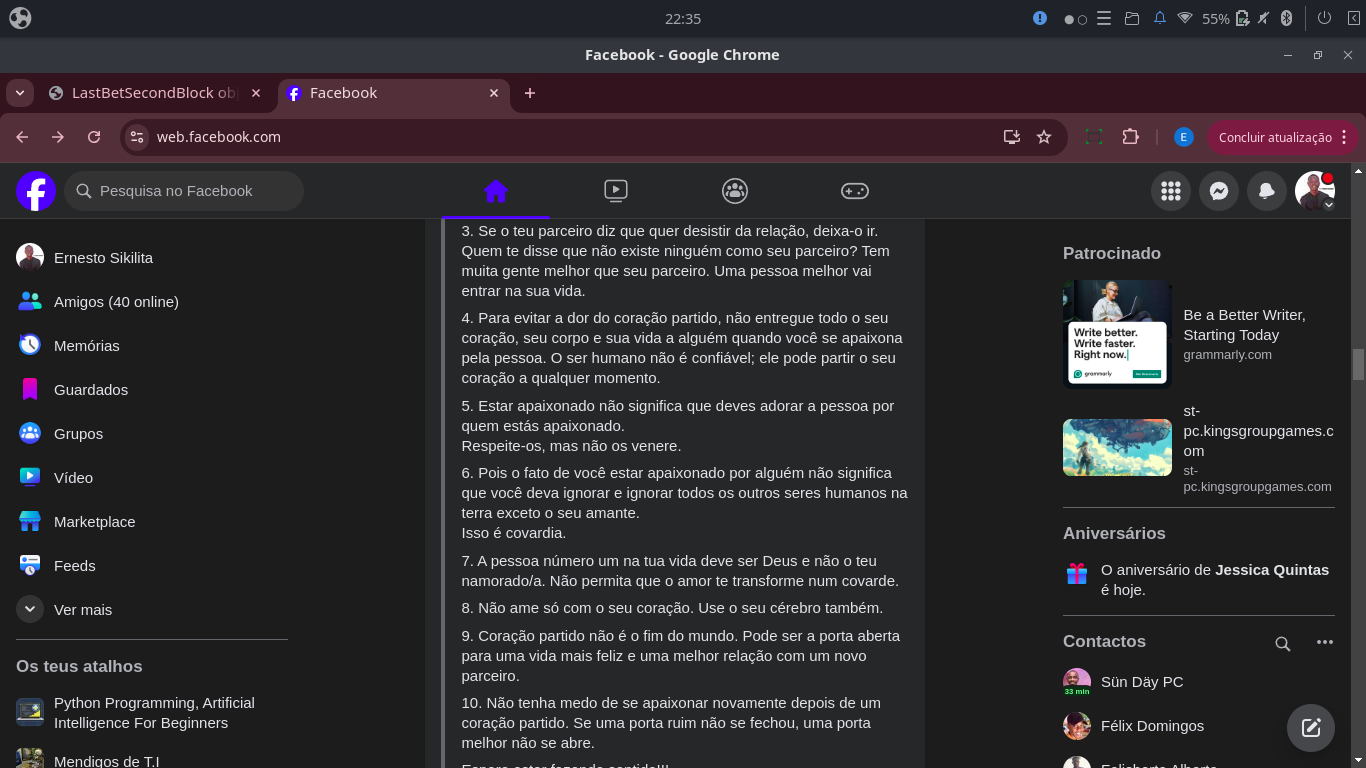 22:35
55%
Facebook - Google Chrome
LastBetSecondBlock ob
Facebook
web.facebook.com
E
Concluir atualização
Pesquisa no Facebook
Ernesto Sikilita
Amigos (40 online)
Memórias
Guardados
Grupos
Vídeo
Marketplace
Feeds
Ver mais
Os teus atalhos
Python Programming, Artificial
Intelligence For Beginners
Mendigos de T.I
3. Se o teu parceiro diz que quer desistir da relação, deixa-o ir.
Quem te disse que não existe ninguém como seu parceiro? Tem
muita gente melhor que seu parceiro. Uma pessoa melhor vai
entrar na sua vida.
4. Para evitar a dor do coração partido, não entregue todo o seu
coração, seu corpo e sua vida a alguém quando você se apaixona
pela pessoa. O ser humano não é confiável; ele pode partir o seu
coração a qualquer momento.
5. Estar apaixonado não significa que deves adorar a pessoa por
quem estás apaixonado.
Respeite-os, mas não os venere.
6. Pois o fato de você estar apaixonado por alguém não significa
que você deva ignorar e ignorar todos os outros seres humanos na
terra exceto o seu amante.
Isso é covardia.
7. A pessoa número um na tua vida deve ser Deus e não o teu
namorado/a. Não permita que o amor te transforme num covarde.
8. Não ame só com o seu coração. Use o seu cérebro também.
9. Coração partido não é o fim do mundo. Pode ser a porta aberta
para uma vida mais feliz e uma melhor relação com um novo
parceiro.
10. Não tenha medo de se apaixonar novamente depois de um
coração partido. Se uma porta ruim não se fechou, uma porta
melhor não se abre.
Patrocinado
Write better.
Write faster.
Right now.
grammarly
Be a Better Writer,
Starting Today
grammarly.com
st-
pc.kingsgroupgames.c
om
st-
pc.kingsgroupgames.com
Aniversários
O aniversário de Jessica Quintas
é hoje.
Contactos
Sün Däy PC
33 min
Félix Domingos